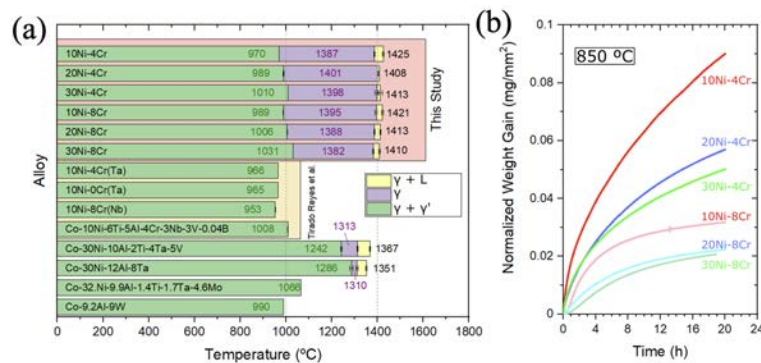 (a)
10Ni-4Cr 970 1387 1425
20Ni-4Cr 989 1401 1408
30Ni-4Cr 1010 1398 1413
10Ni-8Cr 989 1395 1421
20Ni-8Cr 1006 1388 1413
30Ni-8Cr 1031 1382 1410
This Study
10Ni-4Cr(Ta) 966
10Ni-0Cr(Ta) 965
10Ni-8Cr(Nb) 953
Co-10Ni-6Ti-5Al-4Cr-3Nb-3V-0.04B 1008
Tirado Reyes et al.
γ + L
γ
γ + γ'
1313
Co-30Ni-10Al-2Ti-4Ta-5V 1242 1367
Co-30Ni-12Al-8Ta 1286 1351
1310
Co-32.Ni-9.9Al-1.4Ti-1.7Ta-4.6Mo 1066
Co-9.2Al-9W 990
Alloy
0 200 400 600 800 1000 1200 1400 1600 1800
Temperature (ºC)
(b)
850 ºC
0.1
0.08
0.06
0.04
0.02
0
Normalized Weight Gain (mg/mm²)
10Ni-4Cr
20Ni-4Cr
30Ni-4Cr
10Ni-8Cr
20Ni-8Cr
30Ni-8Cr
0 4 8 12 16 20 24
Time (h)